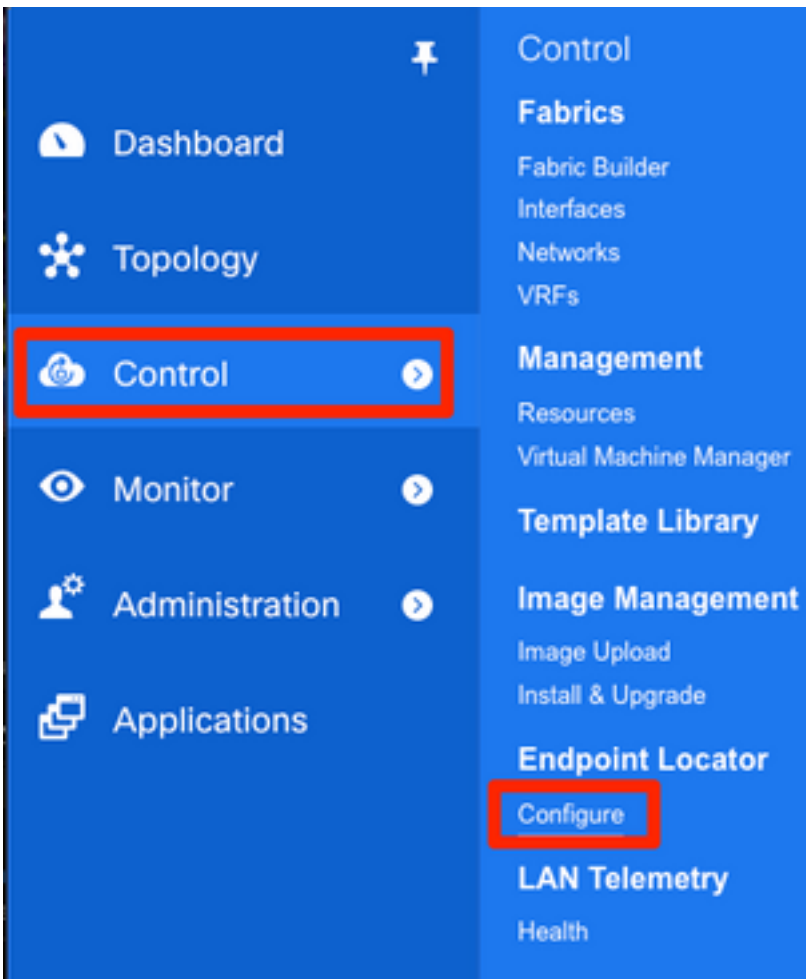 Dashboard
Topology
Control
Monitor
Administration
Applications
Control
Fabrics
Fabric Builder
Interfaces
Networks
VRFs
Management
Resources
Virtual Machine Manager
Template Library
Image Management
Image Upload
Install & Upgrade
Endpoint Locator
Configure
LAN Telemetry
Health